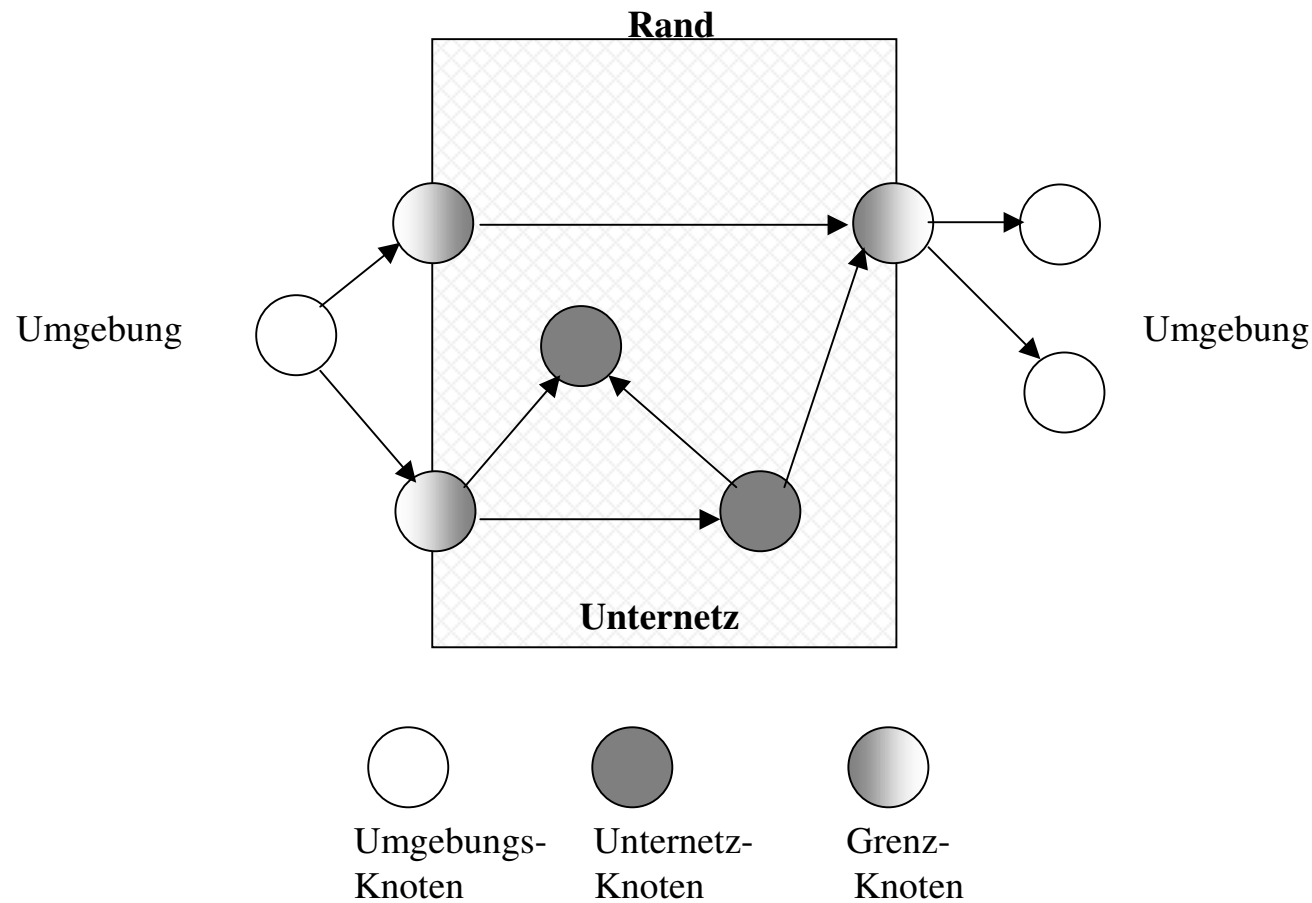 Rand
Umgebung
Umgebung
Unternetz
Umgebungs-
Knoten
Unternetz-
Knoten
Grenz-
Knoten